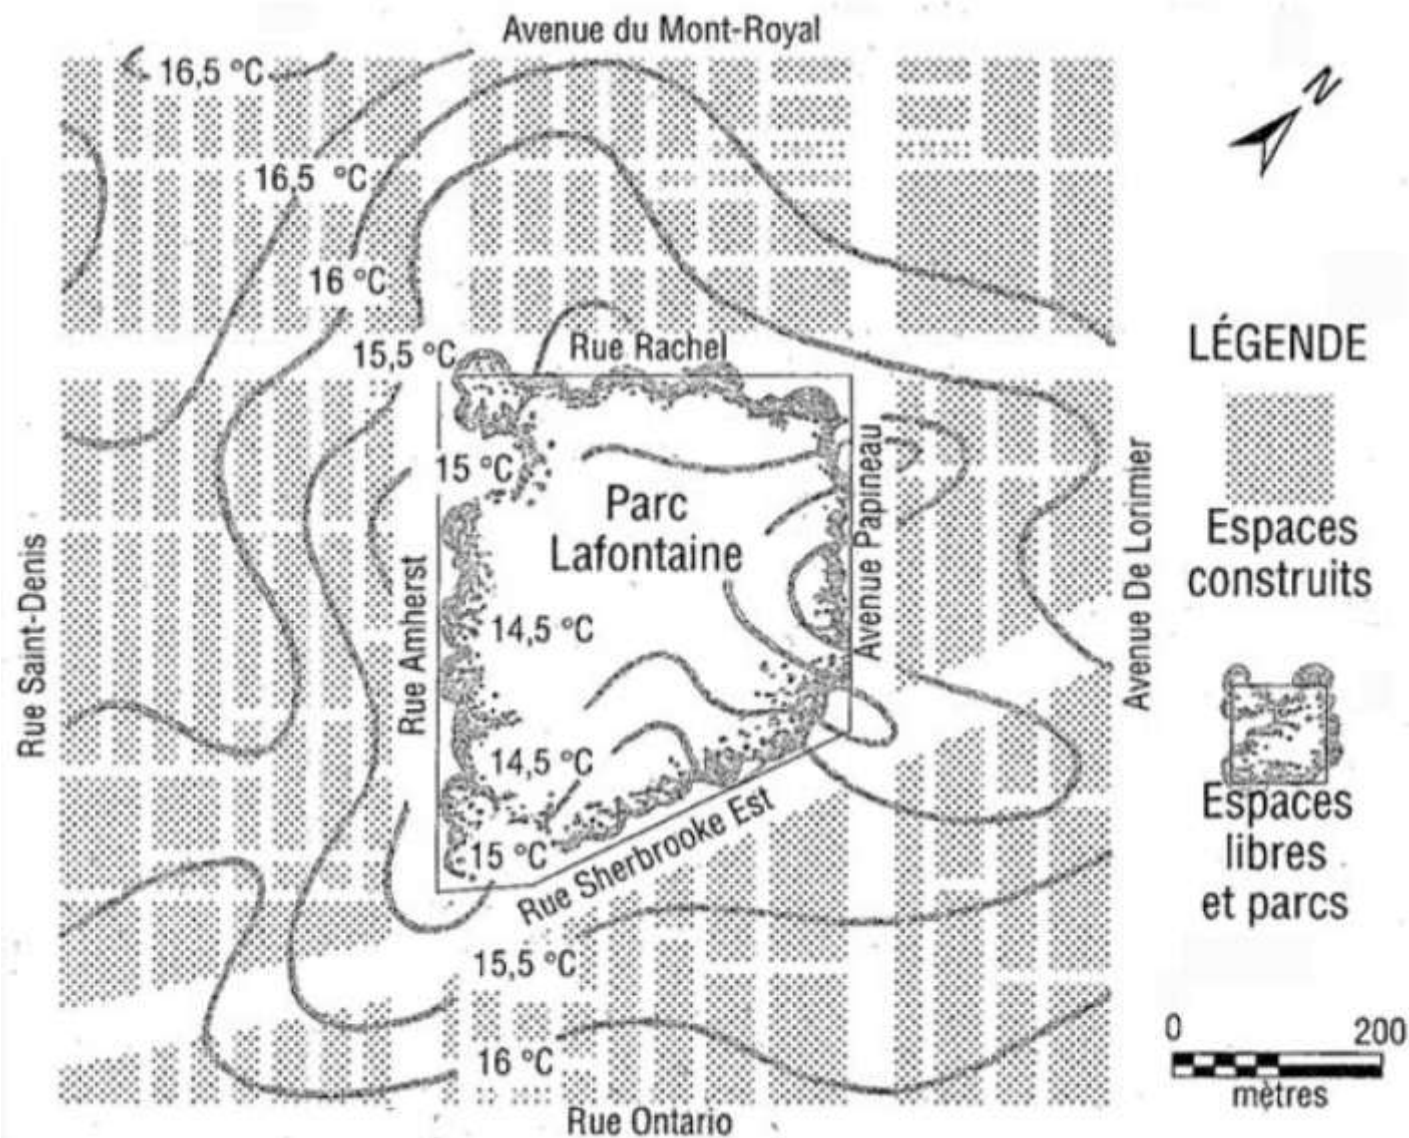 Avenue du Mont-Royal
16,5 °C
16,5 °C
16 °C
15,5 °C
Rue Rachel
15 °C
Parc
Lafontaine
14,5 °C
14,5 °C
15 °C
Rue Saint-Denis
Rue Amherst
Avenue Papineau
Avenue De Lorimier
Rue Sherbrooke Est
15,5 °C
16 °C
Rue Ontario
N
LÉGENDE
Espaces
construits
Espaces
libres
et parcs
0 200
mètres